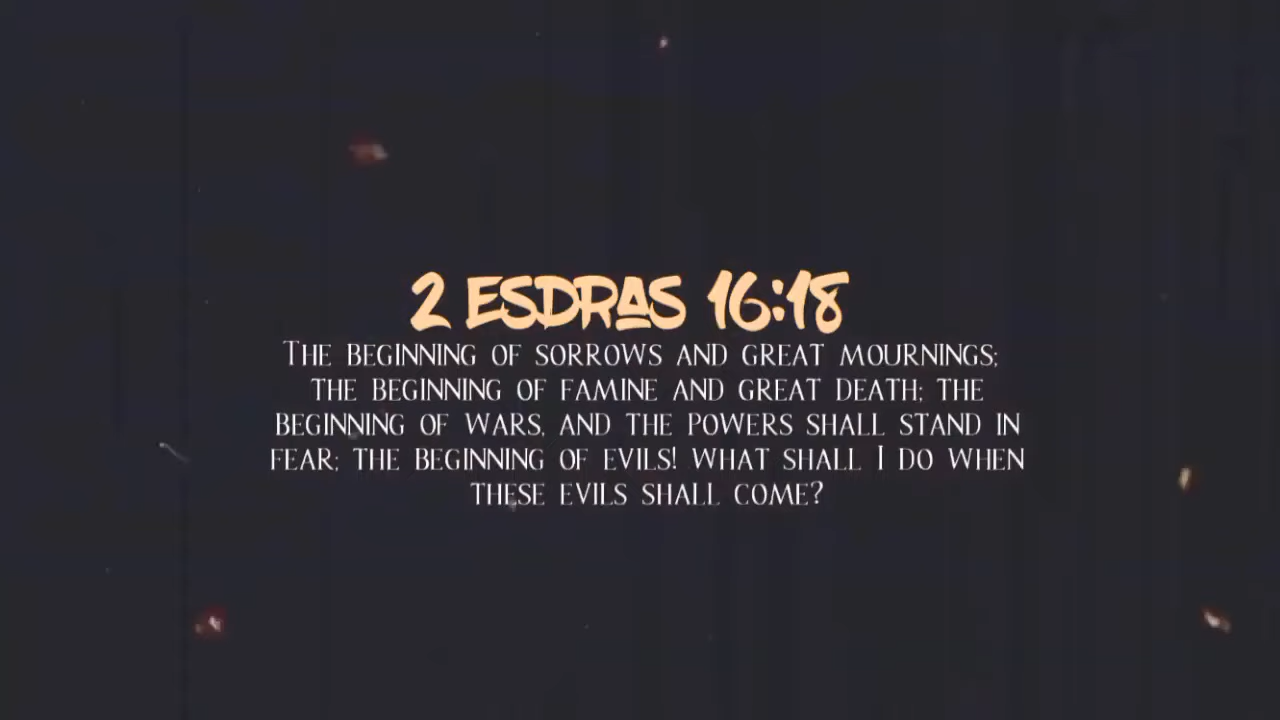 2 ESDRAS 16:18
THE BEGINNING OF SORROWS AND GREAT MOURNINGS;
THE BEGINNING OF FAMINE AND GREAT DEATH; THE
BEGINNING OF WARS, AND THE POWERS SHALL STAND IN
FEAR; THE BEGINNING OF EVILS! WHAT SHALL I DO WHEN
THESE EVILS SHALL COME?